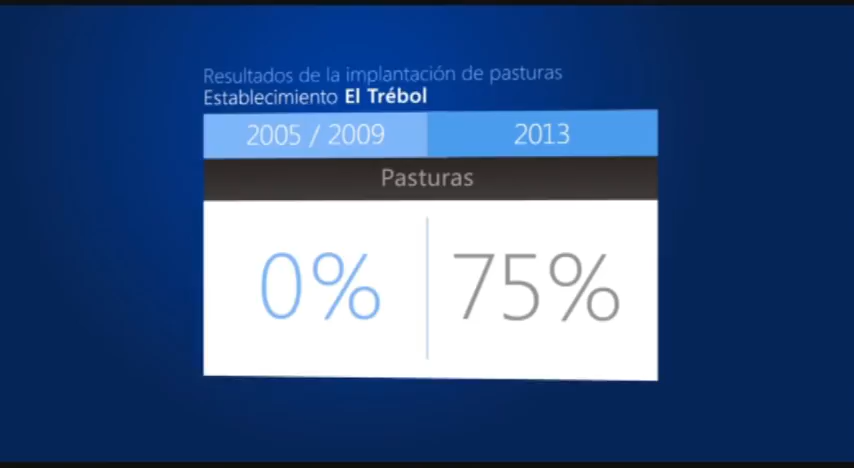 Resultados de la implantación de pasturas
Establecimiento El Trébol
2005 / 2009 2013
Pasturas
0% 75%